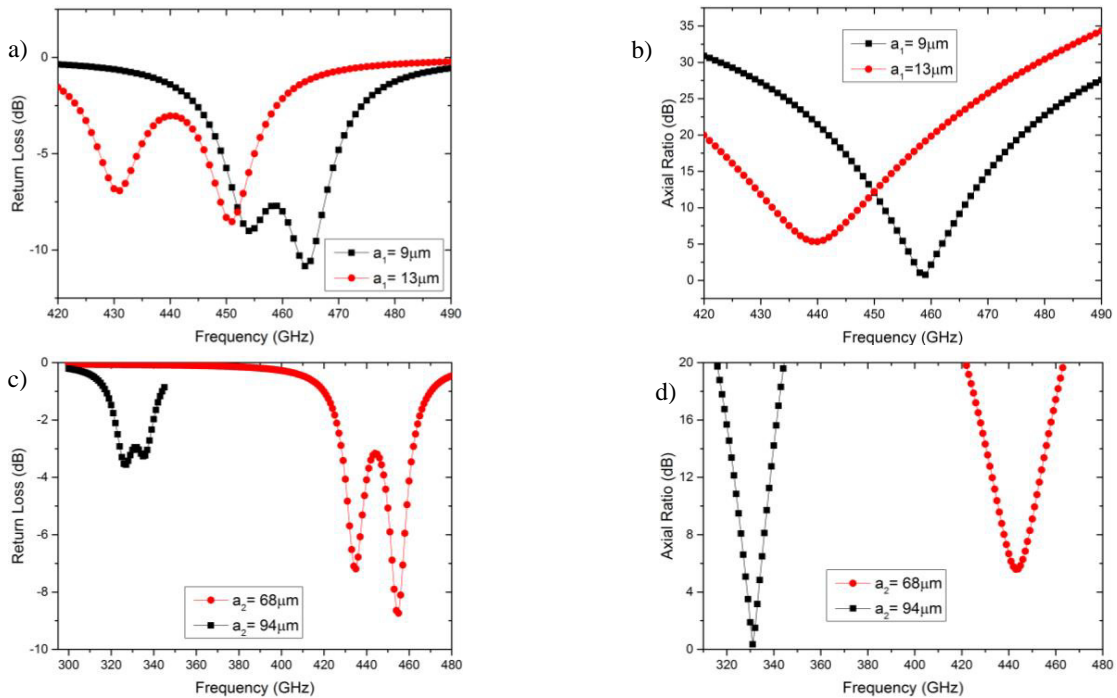 a)
0
-5
-10
Return Loss (dB)
a₁= 9μm
a₁= 13μm
420 430 440 450 460 470 480 490
Frequency (GHz)
b)
35
30
25
20
15
10
5
0
Axial Ratio (dB)
a₁= 9μm
a₁=13μm
420 430 440 450 460 470 480 490
Frequency (GHz)
c)
0
-2
-4
-6
-8
-10
Return Loss (dB)
a₂ = 68μm
a₂ = 94μm
300 320 340 360 380 400 420 440 460 480
Frequency (GHz)
d)
20
16
12
8
4
0
Axial Ratio (dB)
a₂ = 68μm
a₂ = 94μm
320 340 360 380 400 420 440 460 480
Frequency (GHz)